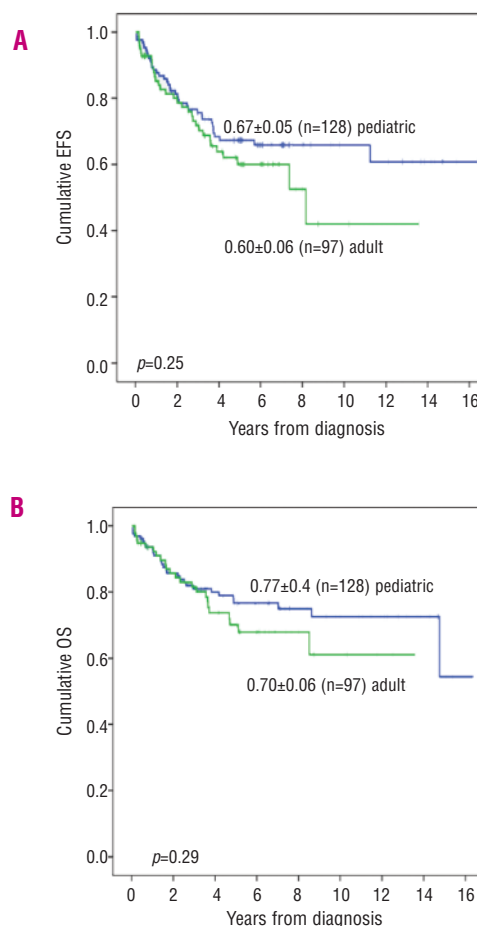 A
1.0
0.8
0.6
0.4
0.2
0.0
Cumulative EFS
0.67±0.05 (n=128) pediatric
0.60±0.06 (n=97) adult
p=0.25
0 2 4 6 8 10 12 14 16
Years from diagnosis
B
1.0
0.8
0.6
0.4
0.2
0.0
Cumulative OS
0.77±0.4 (n=128) pediatric
0.70±0.06 (n=97) adult
p=0.29
0 2 4 6 8 10 12 14 16
Years from diagnosis